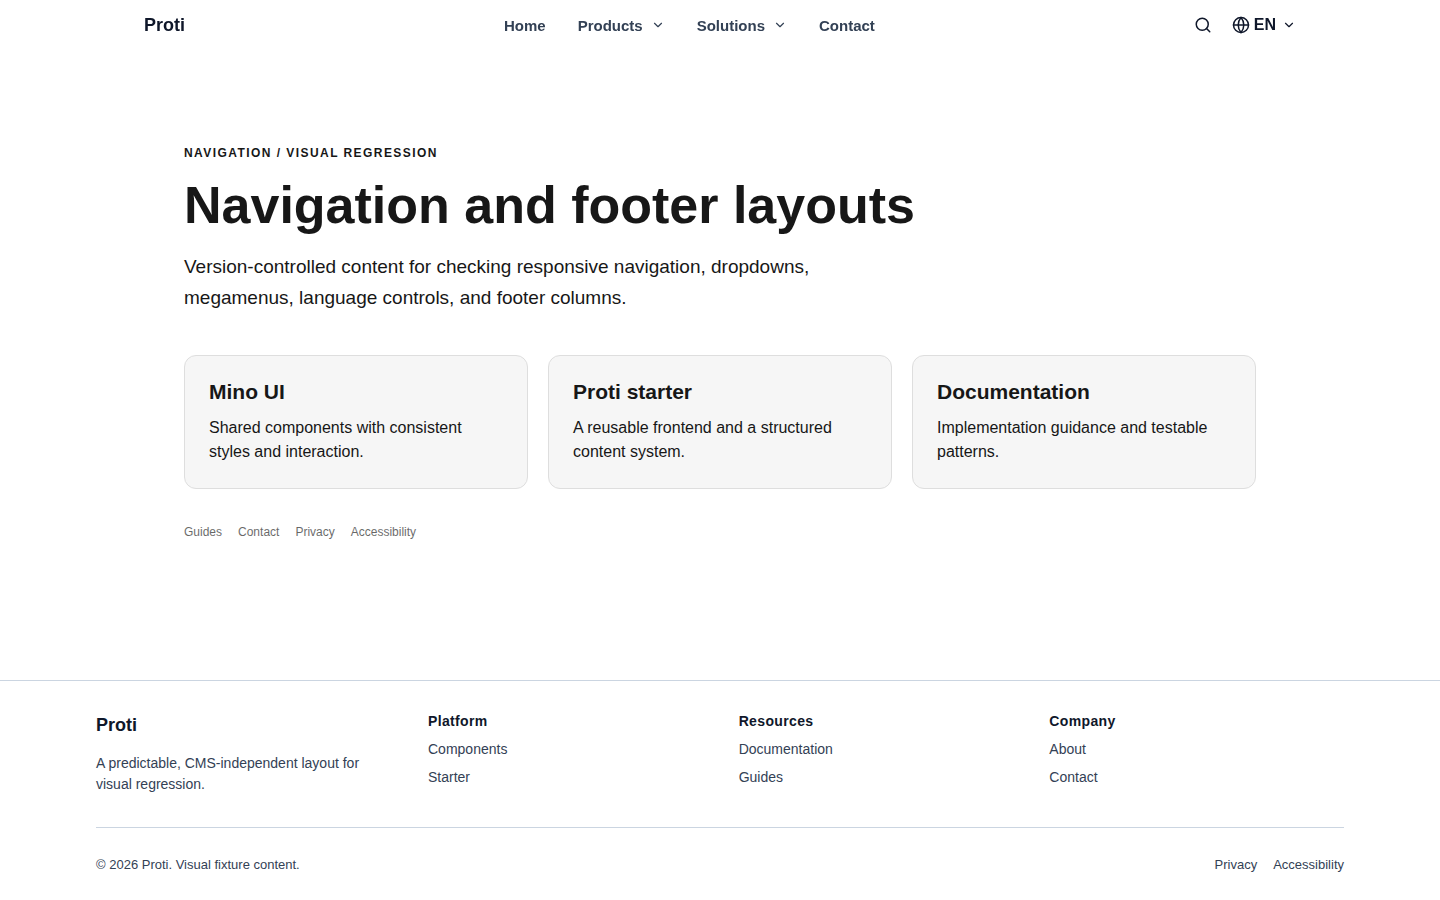 Proti
Home
Products
Solutions
Contact
EN
NAVIGATION / VISUAL REGRESSION
Navigation and footer layouts
Version-controlled content for checking responsive navigation, dropdowns,
megamenus, language controls, and footer columns.
Mino UI
Shared components with consistent
styles and interaction.
Proti starter
A reusable frontend and a structured
content system.
Documentation
Implementation guidance and testable
patterns.
Guides
Contact
Privacy
Accessibility
Proti
A predictable, CMS-independent layout for
visual regression.
Platform
Components
Starter
Resources
Documentation
Guides
Company
About
Contact
© 2026 Proti. Visual fixture content.
Privacy
Accessibility